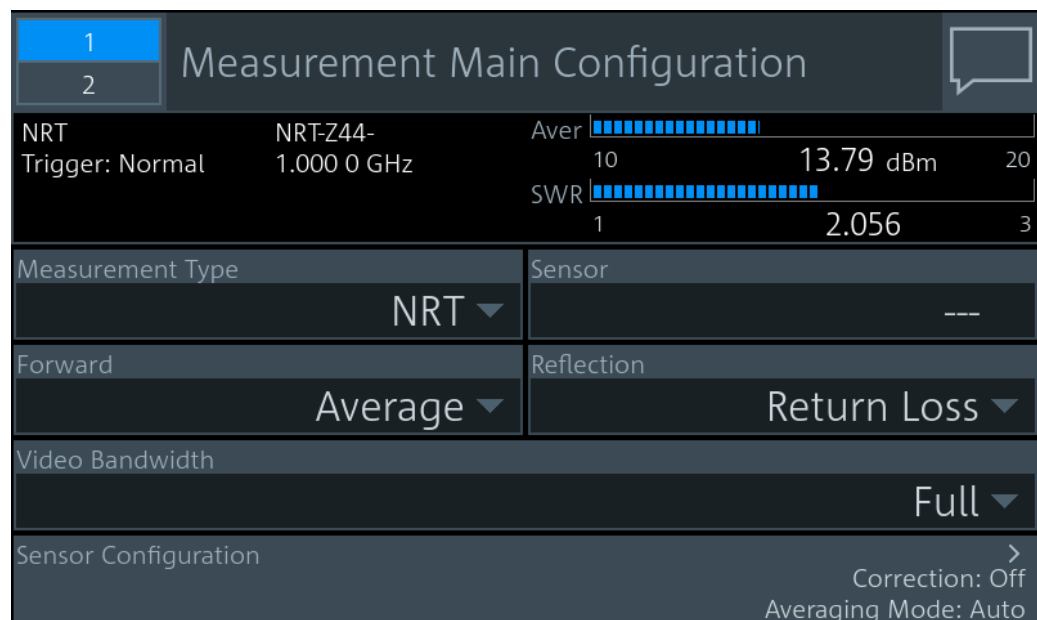 1
2
Measurement Main Configuration
NRT NRT-Z44- Aver
Trigger: Normal 1.000 0 GHz 10 13.79 dBm 20
SWR
1 2.056 3
Measurement Type Sensor
NRT ---
Forward Reflection
Average Return Loss
Video Bandwidth
Full
Sensor Configuration
Correction: Off
Averaging Mode: Auto